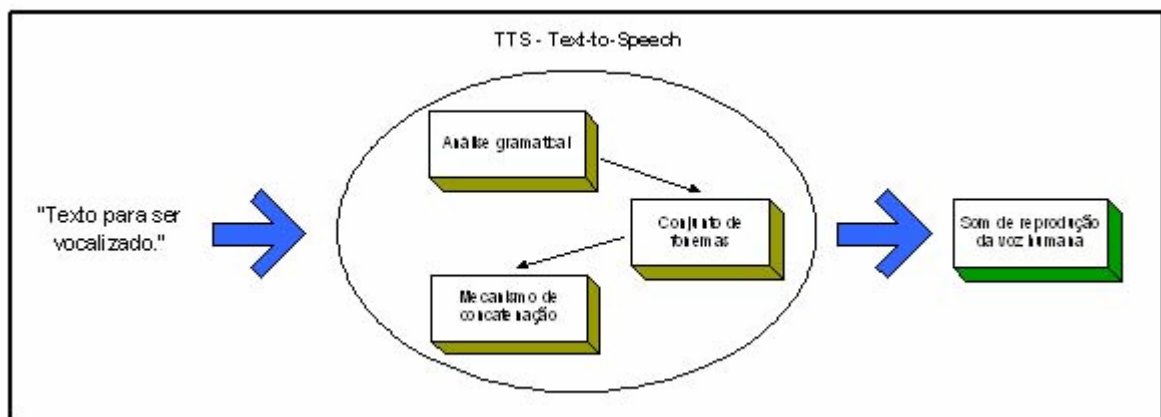 TTS - Text-to-Speech
"Texto para ser
vocalizado."
Análise gramatical
Conjunto de
fonemas
Mecanismo de
concatenação
Som de reprodução
da voz humana